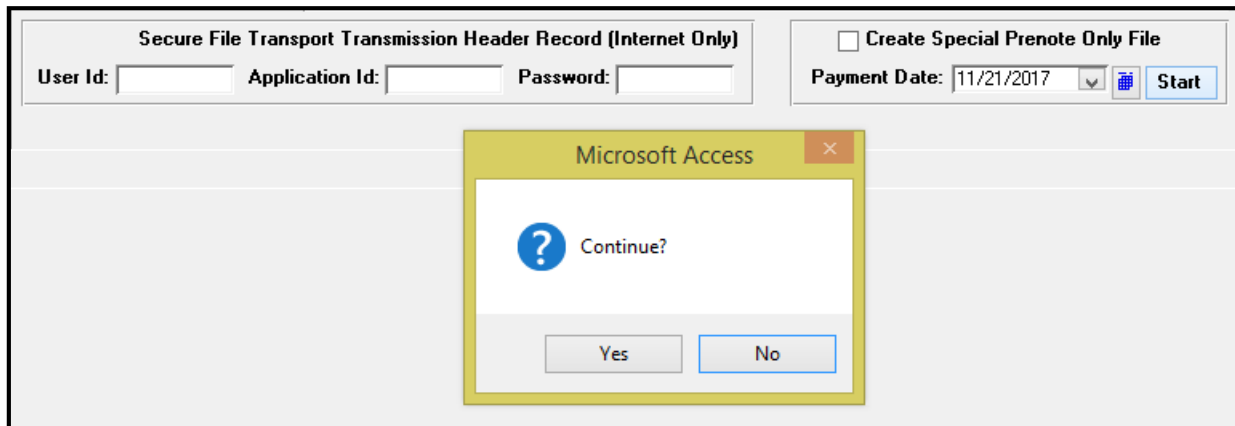 Secure File Transport Transmission Header Record (Internet Only)
User Id: Application Id: Password:
Create Special Prenote Only File
Payment Date: 11/21/2017 Start
Microsoft Access
?
Continue?
Yes No